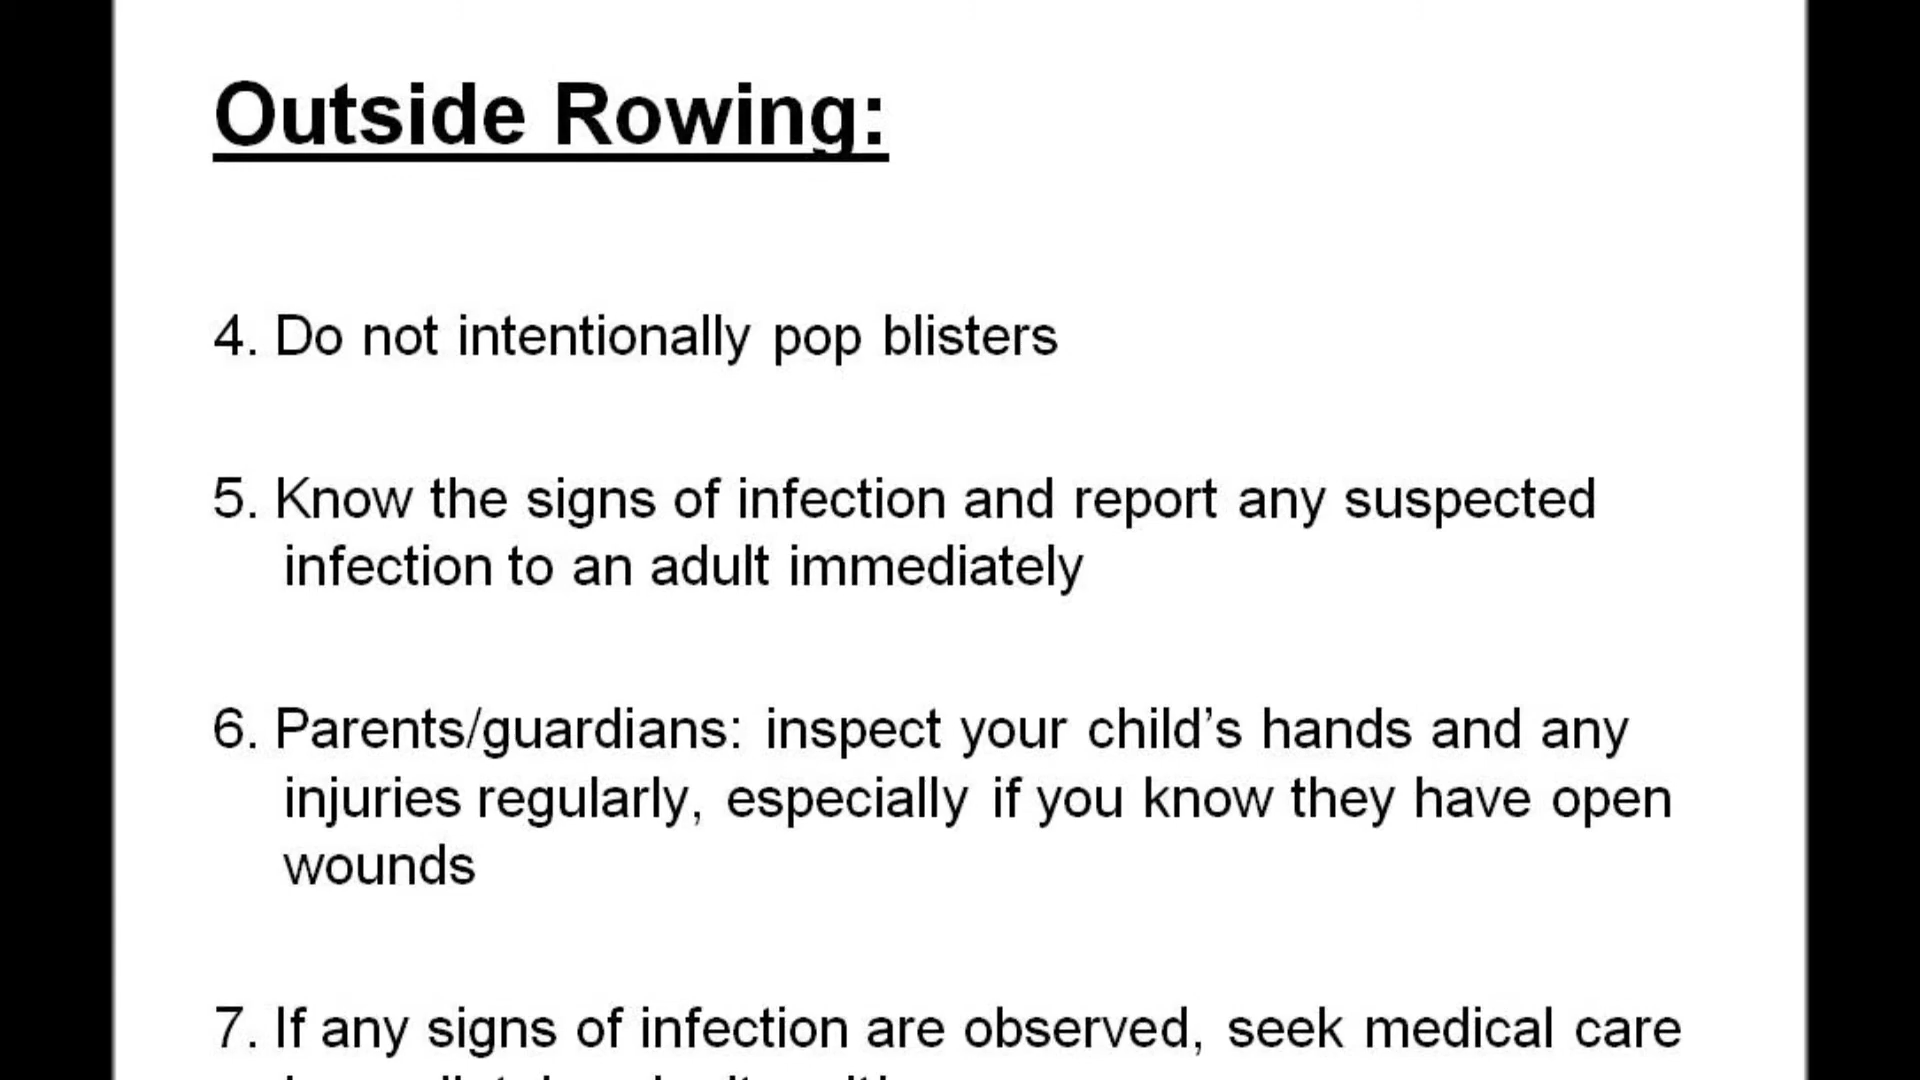 Outside Rowing:
4. Do not intentionally pop blisters
5. Know the signs of infection and report any suspected
infection to an adult immediately
6. Parents/guardians: inspect your child’s hands and any
injuries regularly, especially if you know they have open
wounds
7. If any signs of infection are observed, seek medical care